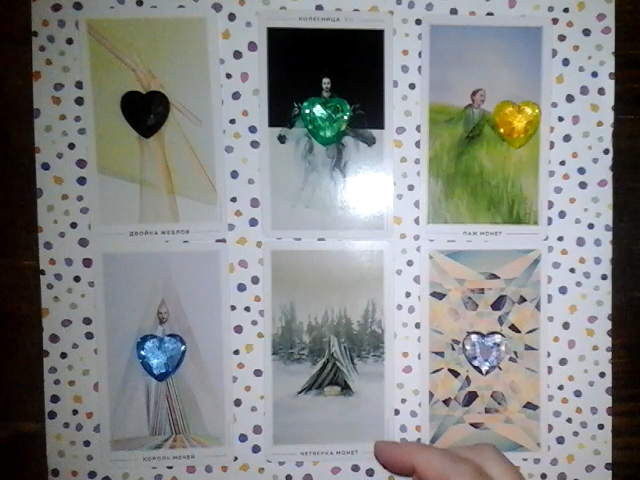 КОЛЕСНИЦА
ДВОЙКА ЖЕЗЛОВ
ПАЖ МОНЕТ
КОРОЛЬ МЕЧЕЙ
ЧЕТВЕРКА МОНЕТ